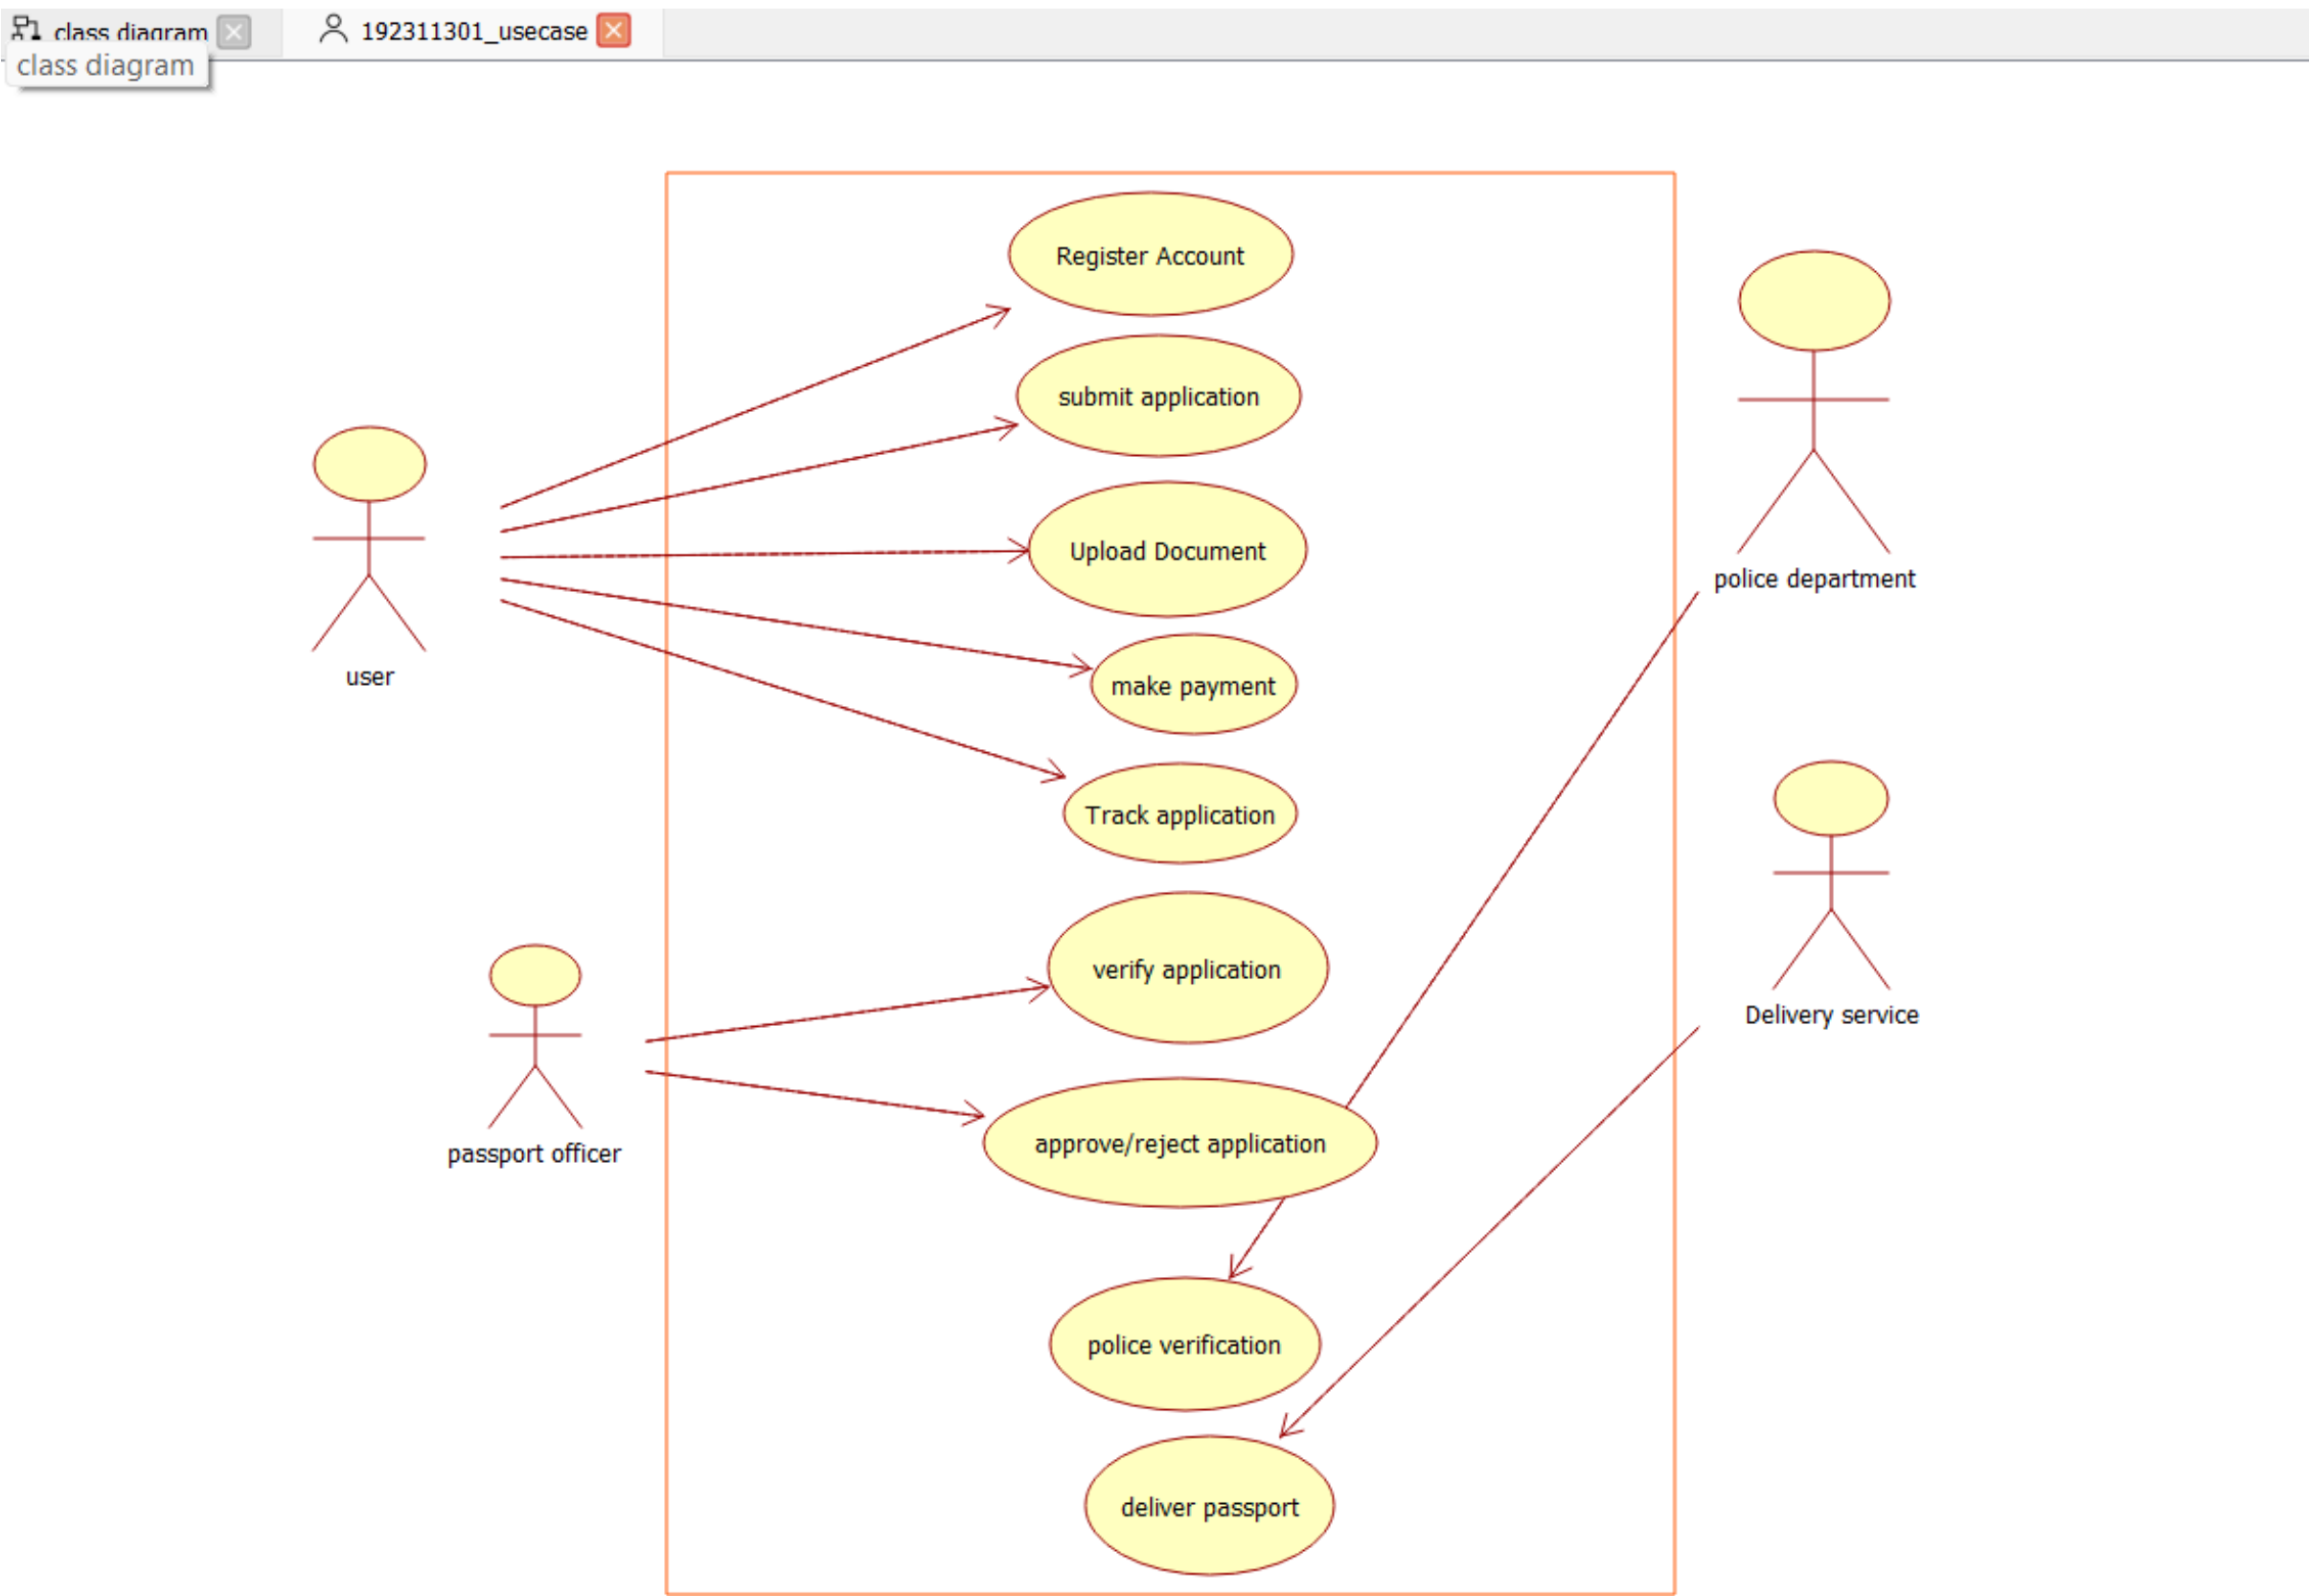 class diagram
192311301_usecase
class diagram
Register Account
submit application
Upload Document
police department
user
make payment
Track application
verify application
Delivery service
approve/reject application
passport officer
police verification
deliver passport